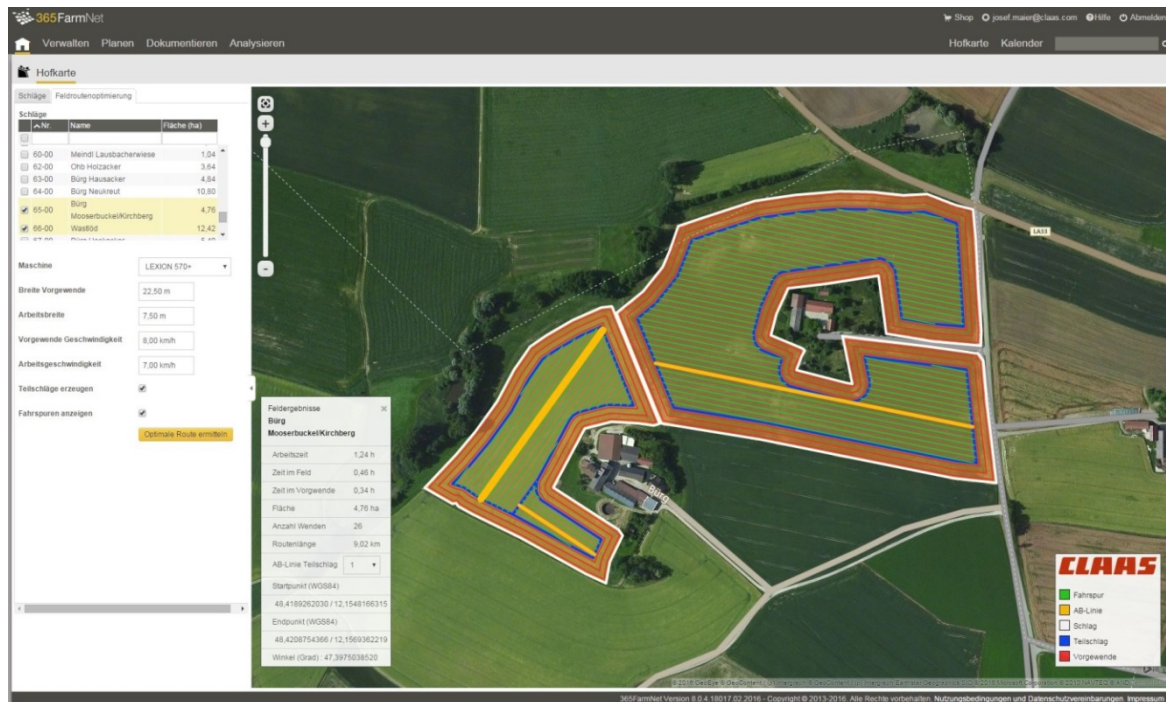 365FarmNet
Shop josef.maier@claas.com Hilfe Abmelden
Verwalten Planen Dokumentieren Analysieren
Hofkarte Kalender
Hofkarte
Schläge Feldroutenoptimierung
Schläge
Nr. Name Fläche (ha)
60-00 Meindl Lausbacherwiese 1,04
62-00 Ohb Holzacker 3,64
63-00 Bürg Hausacker 4,84
64-00 Bürg Neukreut 10,80
65-00 Bürg Mooserbuckel/Kirchberg 4,76
66-00 Wastlöd 12,42
Maschine LEXION 570+
Breite Vorgewende 22,50 m
Arbeitsbreite 7,50 m
Vorgewende Geschwindigkeit 8,00 km/h
Arbeitsgeschwindigkeit 7,00 km/h
Teilschläge erzeugen
Fahrspuren anzeigen
Optimale Route ermitteln
LA53
Bürg
Feldergebnisse
Bürg
Mooserbuckel/Kirchberg
Arbeitszeit 1,24 h
Zeit im Feld 0,46 h
Zeit im Vorgwende 0,34 h
Fläche 4,76 ha
Anzahl Wenden 26
Routenlänge 9,02 km
AB-Linie Teilschlag 1
Startpunkt (WGS84)
48,4189262030 / 12,1548166315
Endpunkt (WGS84)
48,4208754366 / 12,1569362219
Winkel (Grad) : 47,3975038520
CLAAS
Fahrspur
AB-Linie
Schlag
Teilschlag
Vorgewende
365FarmNet Version 8.0.4.18017.02.2016 - Copyright © 2013-2016. Alle Rechte vorbehalten. Nutzungsbedingungen und Datenschutzvereinbarungen. Impressum